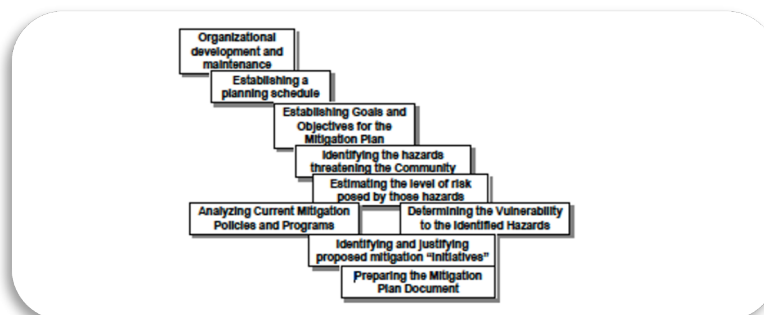 Organizational
development and
maintenance
Establishing a
planning schedule
Establishing Goals and
Objectives for the
Mitigation Plan
Identifying the hazards
threatening the Community
Estimating the level of risk
posed by those hazards
Analyzing Current Mitigation
Policies and Programs
Determining the Vulnerability
to the Identified Hazards
Identifying and justifying
proposed mitigation "initiatives"
Preparing the Mitigation
Plan Document